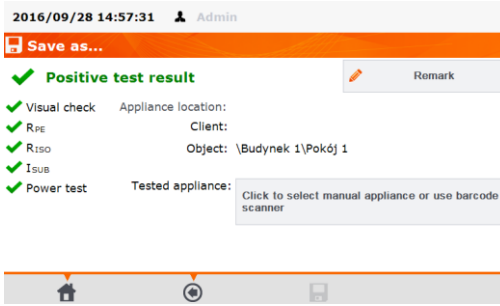 2016/09/28 14:57:31 Admin
Save as...
Positive test result
Remark
Visual check
RPE
RISO
ISUB
Power test
Appliance location:
Client:
Object: \Budynek 1\Pokój 1
Tested appliance:
Click to select manual appliance or use barcode
scanner